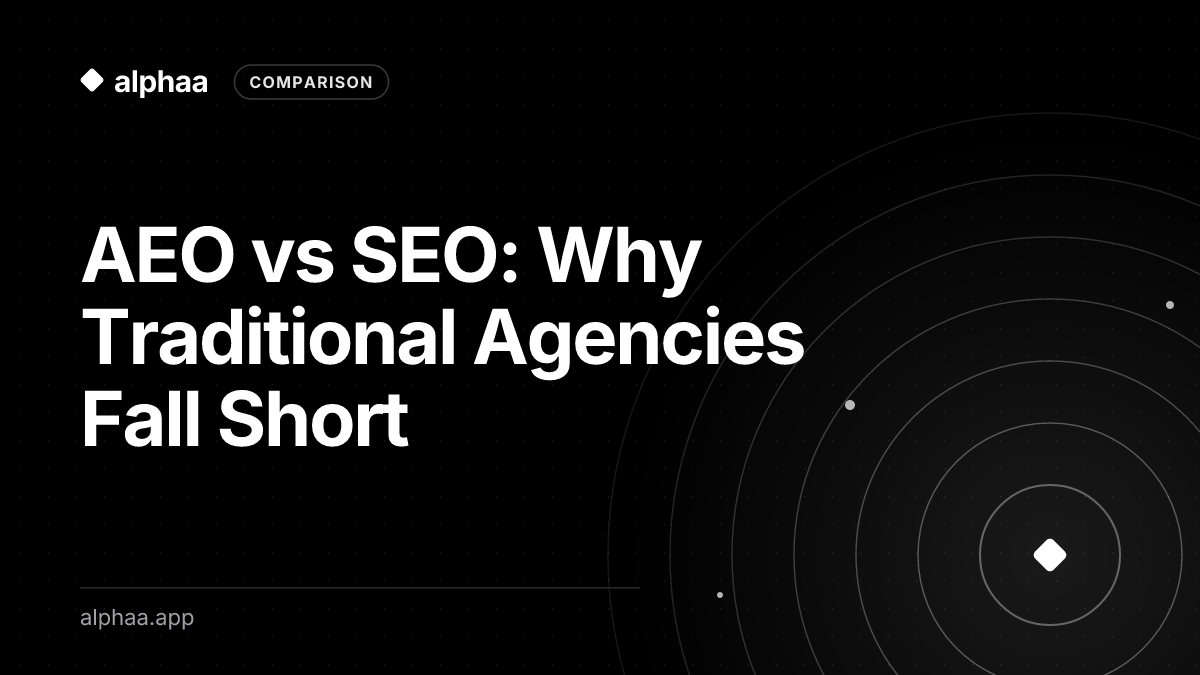 alphaa
COMPARISON
AEO vs SEO: Why
Traditional Agencies
Fall Short
alphaa.app